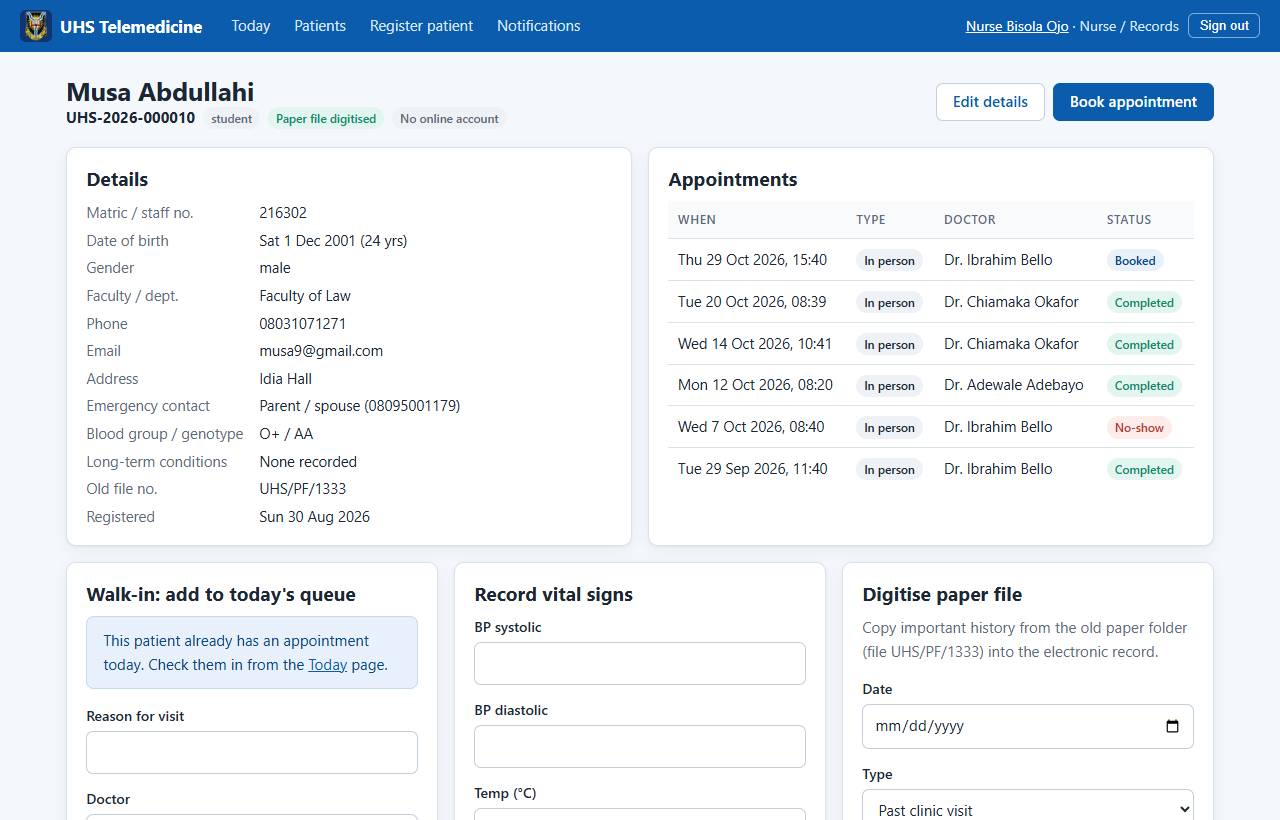 UHS Telemedicine Today Patients Register patient Notifications Nurse Bisola Ojo · Nurse / Records Sign out
Musa Abdullahi
UHS-2026-000010 student Paper file digitised No online account
Edit details Book appointment
Details
Matric / staff no. 216302
Date of birth Sat 1 Dec 2001 (24 yrs)
Gender male
Faculty / dept. Faculty of Law
Phone 08031071271
Email musa9@gmail.com
Address Idia Hall
Emergency contact Parent / spouse (08095001179)
Blood group / genotype O+ / AA
Long-term conditions None recorded
Old file no. UHS/PF/1333
Registered Sun 30 Aug 2026
Appointments
WHEN TYPE DOCTOR STATUS
Thu 29 Oct 2026, 15:40 In person Dr. Ibrahim Bello Booked
Tue 20 Oct 2026, 08:39 In person Dr. Chiamaka Okafor Completed
Wed 14 Oct 2026, 10:41 In person Dr. Chiamaka Okafor Completed
Mon 12 Oct 2026, 08:20 In person Dr. Adewale Adebayo Completed
Wed 7 Oct 2026, 08:40 In person Dr. Ibrahim Bello No-show
Tue 29 Sep 2026, 11:40 In person Dr. Ibrahim Bello Completed
Walk-in: add to today's queue
This patient already has an appointment
today. Check them in from the Today page.
Reason for visit
Doctor
Record vital signs
BP systolic
BP diastolic
Temp (°C)
Digitise paper file
Copy important history from the old paper folder
(file UHS/PF/1333) into the electronic record.
Date
mm/dd/yyyy
Type
Past clinic visit